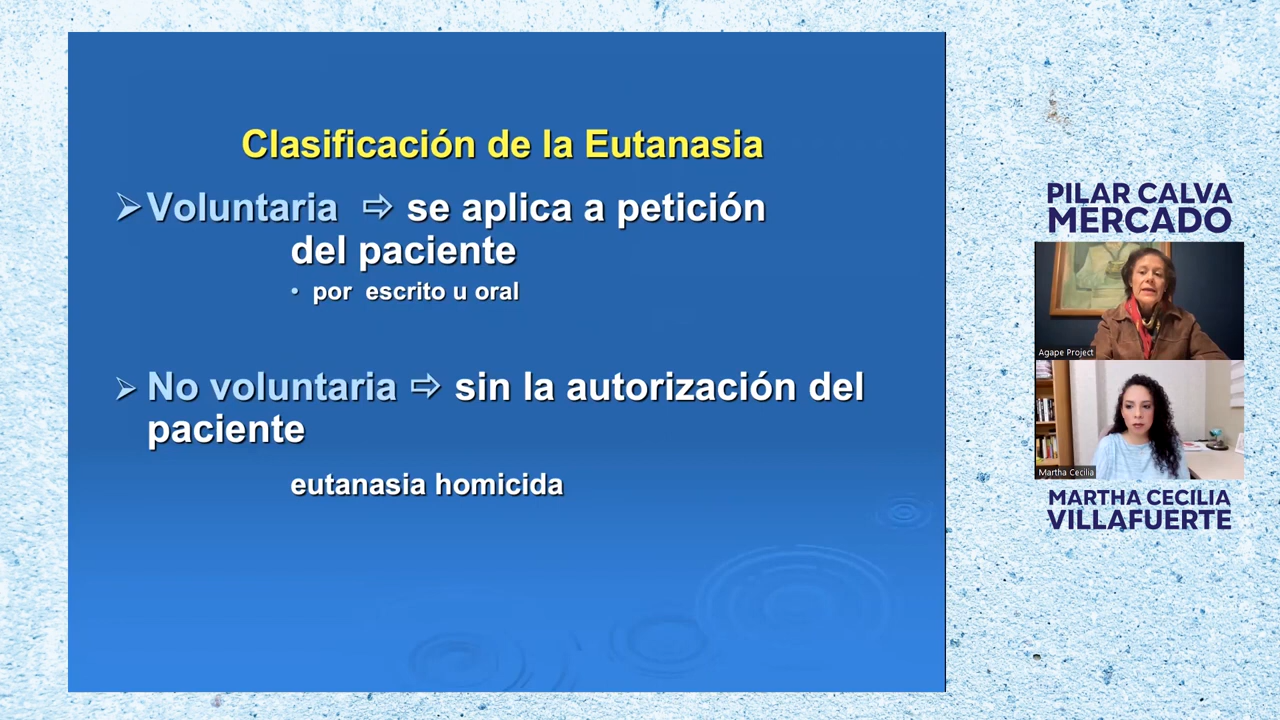 Clasificación de la Eutanasia
➢Voluntaria ⇨ se aplica a petición
del paciente
• por escrito u oral
➢ No voluntaria ⇨ sin la autorización del
paciente
eutanasia homicida
PILAR CALVA
MERCADO
Agape Project
Martha Cecilia
MARTHA CECILIA
VILLAFUERTE